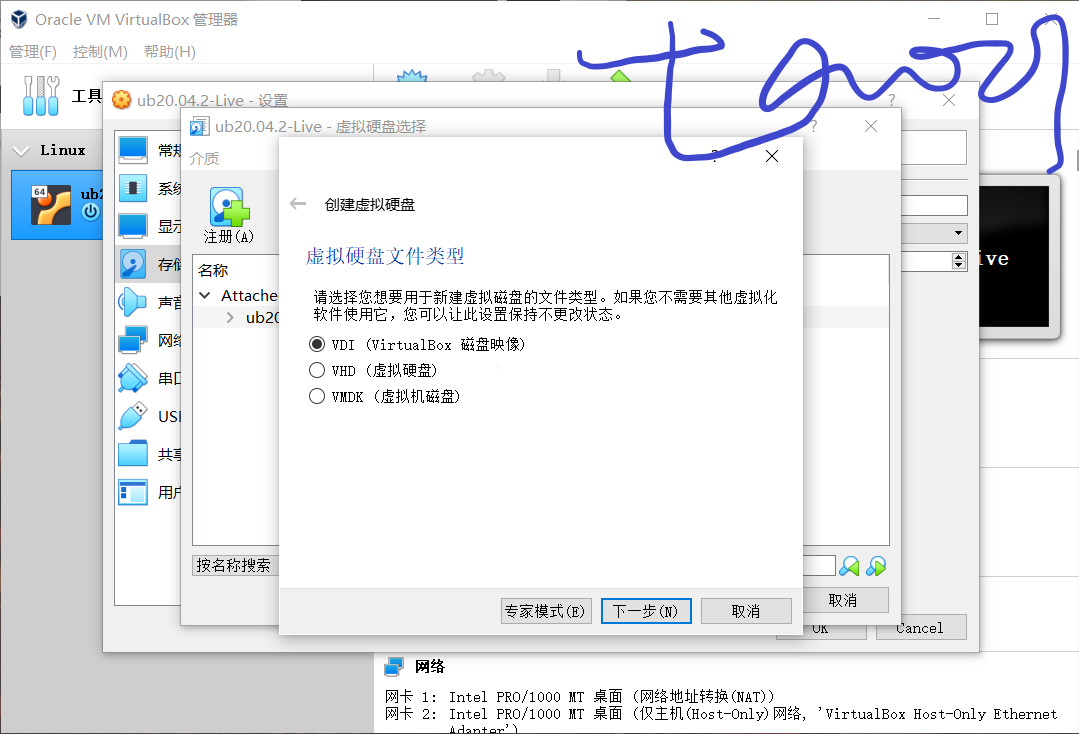 Oracle VM VirtualBox 管理器
管理(F) 控制(M) 帮助(H)
工具
Linux
64
ub20.04.2-Live - 设置
?
ub20.04.2-Live - 虚拟硬盘选择
?
介质
注册(A)
名称
Attache
ub20
按名称搜索
常规
系统
显示
存储
声音
网络
串口
共享
用户
?
创建虚拟硬盘
虚拟硬盘文件类型
请选择您想要用于新建虚拟磁盘的文件类型。如果您不需要其他虚拟化
软件使用它，您可以让此设置保持不更改状态。
VDI (VirtualBox 磁盘映像)
VHD (虚拟硬盘)
VMDK (虚拟机磁盘)
专家模式(E) 下一步(N) 取消
取消
OK Cancel
ive
网络
网卡 1: Intel PRO/1000 MT 桌面 (网络地址转换(NAT))
网卡 2: Intel PRO/1000 MT 桌面 (仅主机(Host-Only)网络, 'VirtualBox Host-Only Ethernet
Adapter')